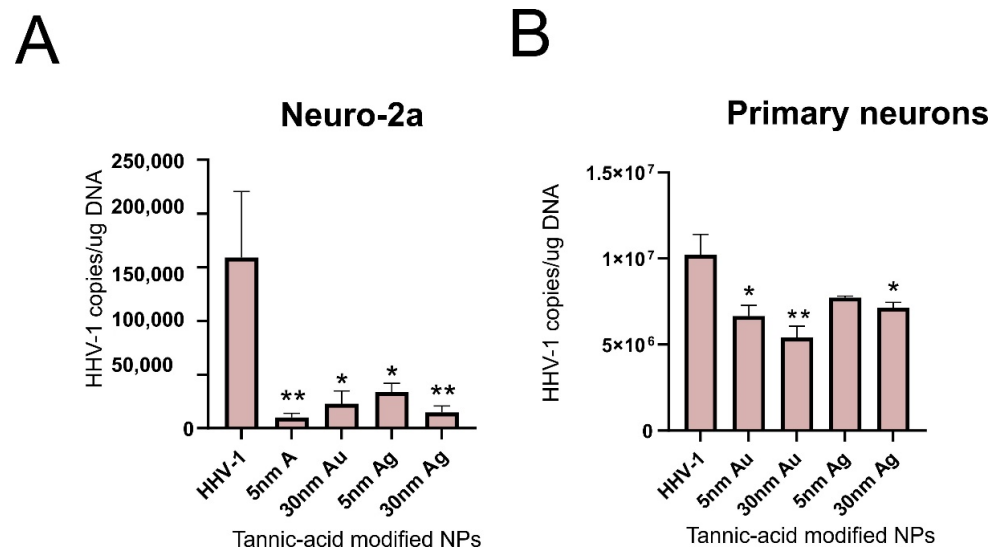 A
Neuro-2a
HHV-1 copies/ug DNA
250,000
200,000
150,000
100,000
50,000
0
**
*
*
**
HHV-1
5nm A
30nm Au
5nm Ag
30nm Ag
Tannic-acid modified NPs
B
Primary neurons
HHV-1 copies/ug DNA
1.5×10⁷
1×10⁷
5×10⁶
0
*
**
*
HHV-1
5nm Au
30nm Au
5nm Ag
30nm Ag
Tannic-acid modified NPs